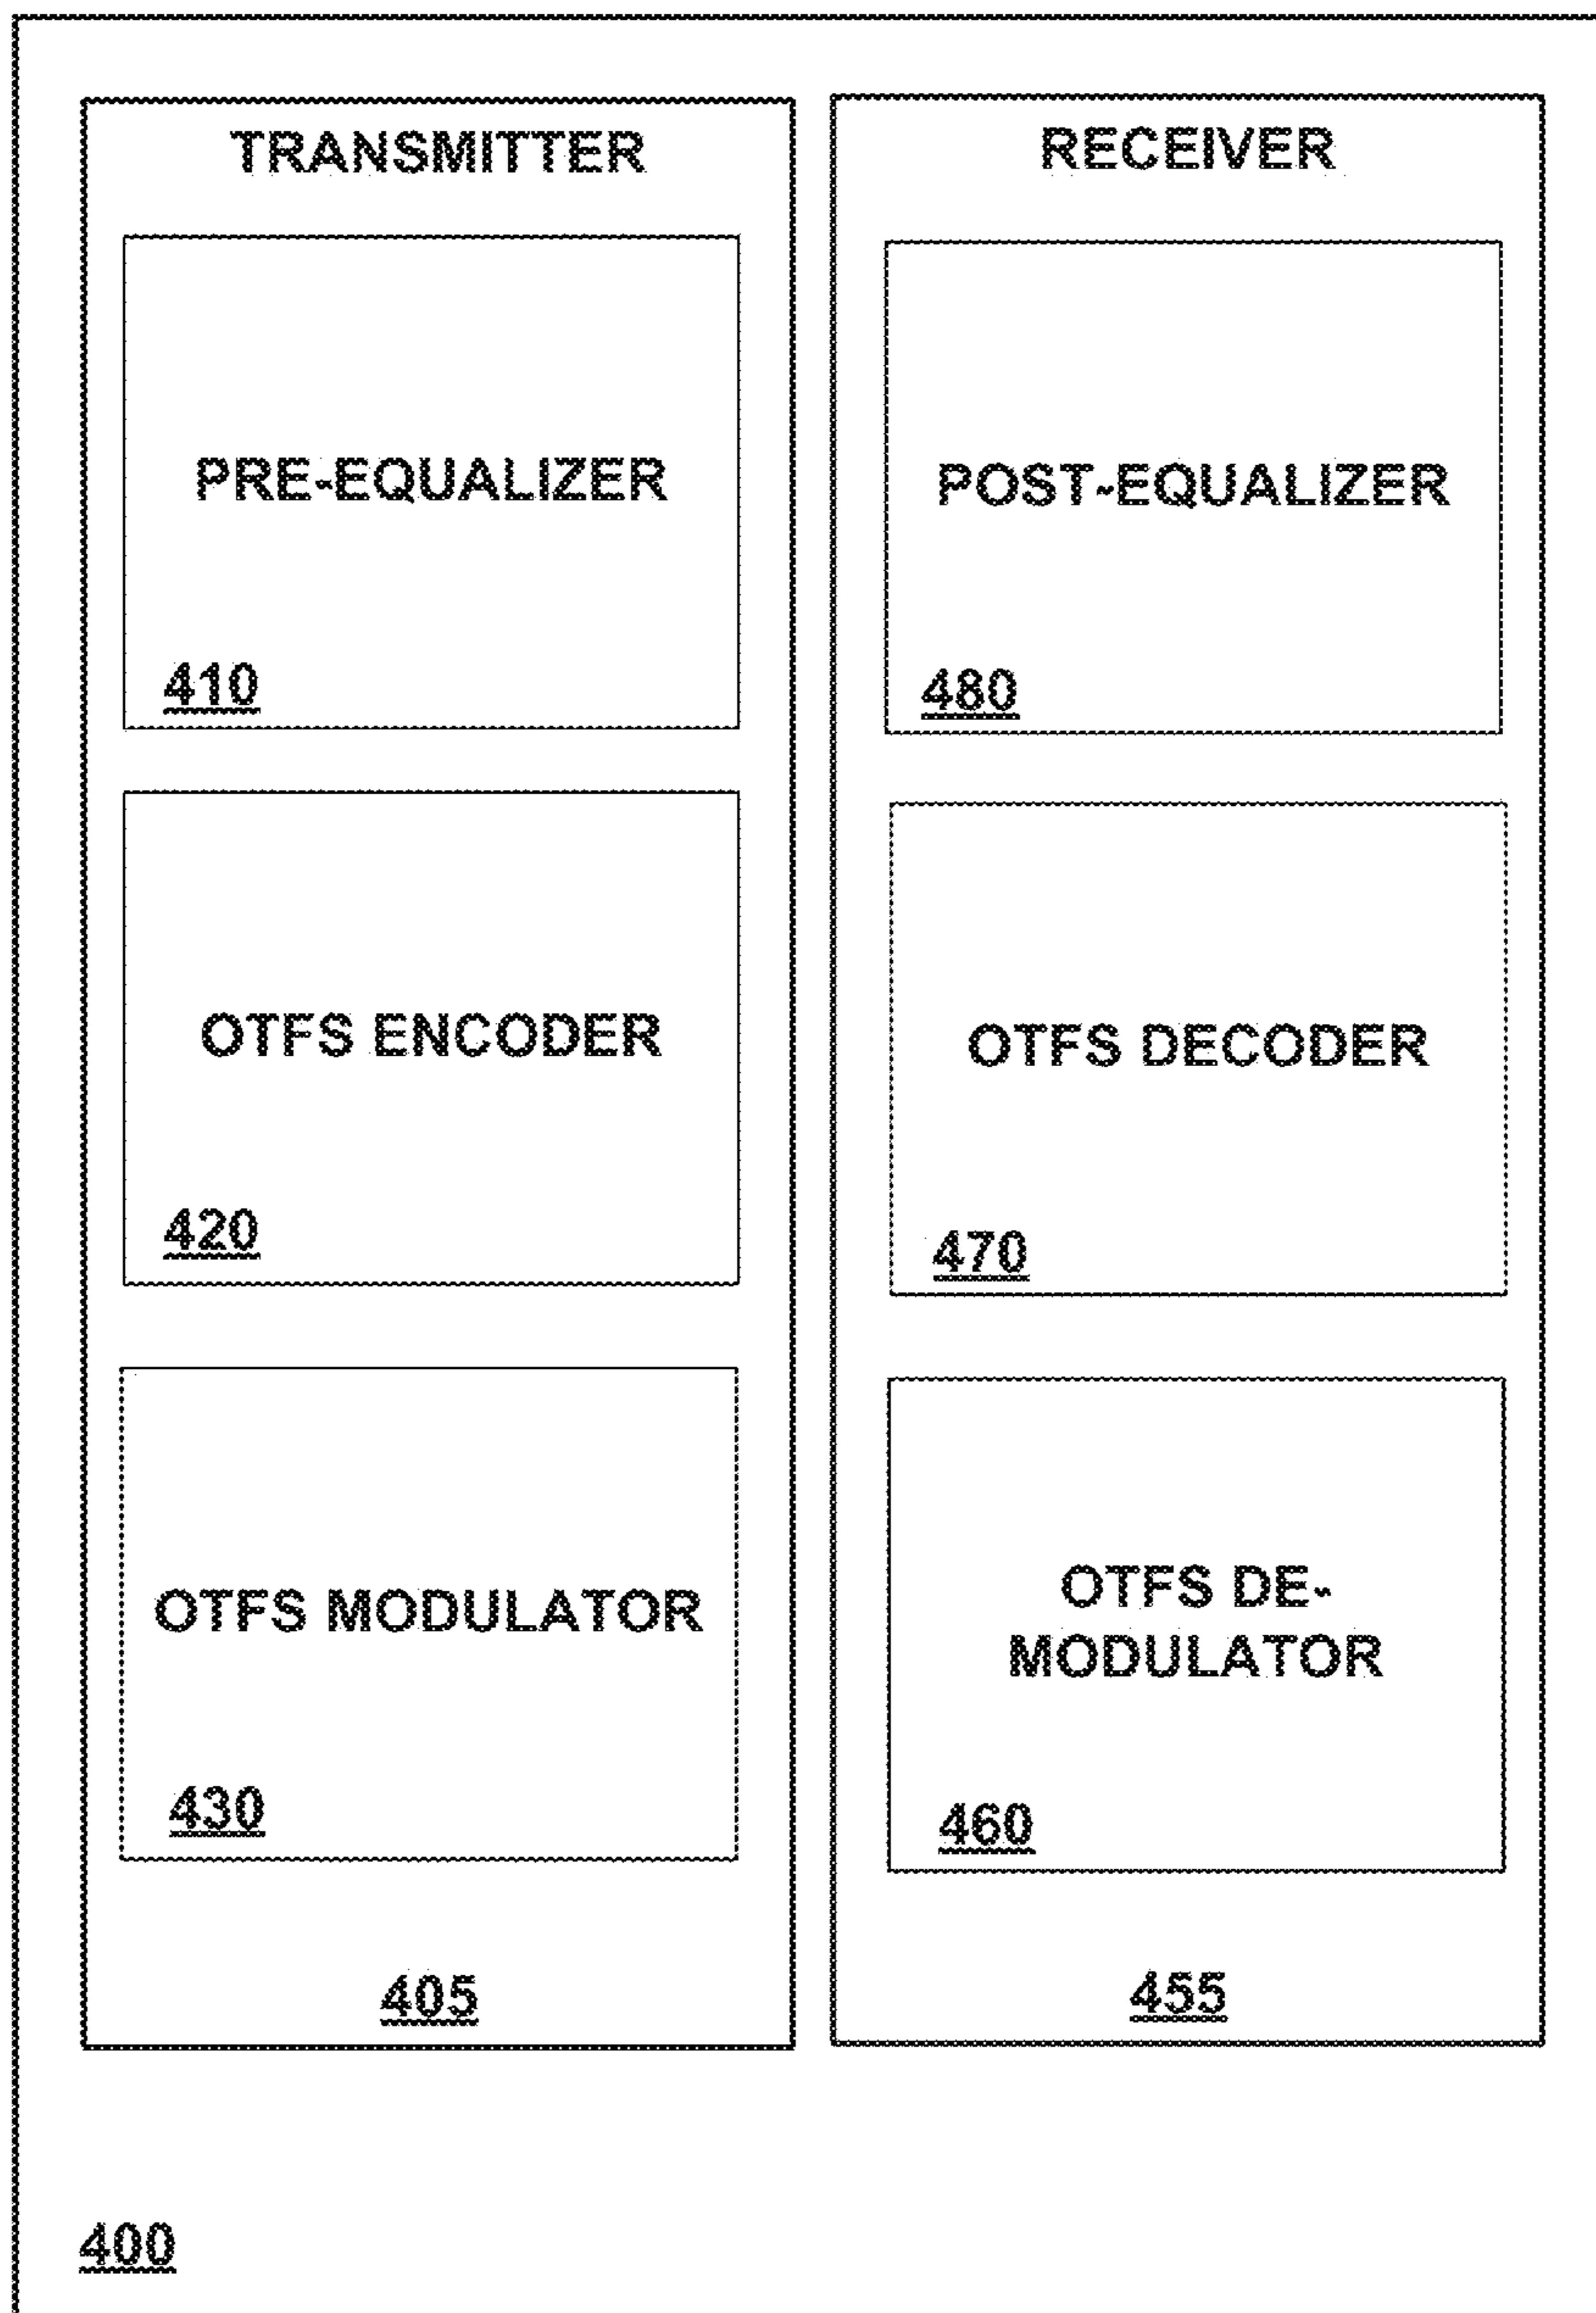 TRANSMITTER
PRE-EQUALIZER
410
OTFS ENCODER
420
OTFS MODULATOR
430
405
RECEIVER
POST-EQUALIZER
480
OTFS DECODER
470
OTFS DE-
MODULATOR
460
455
400